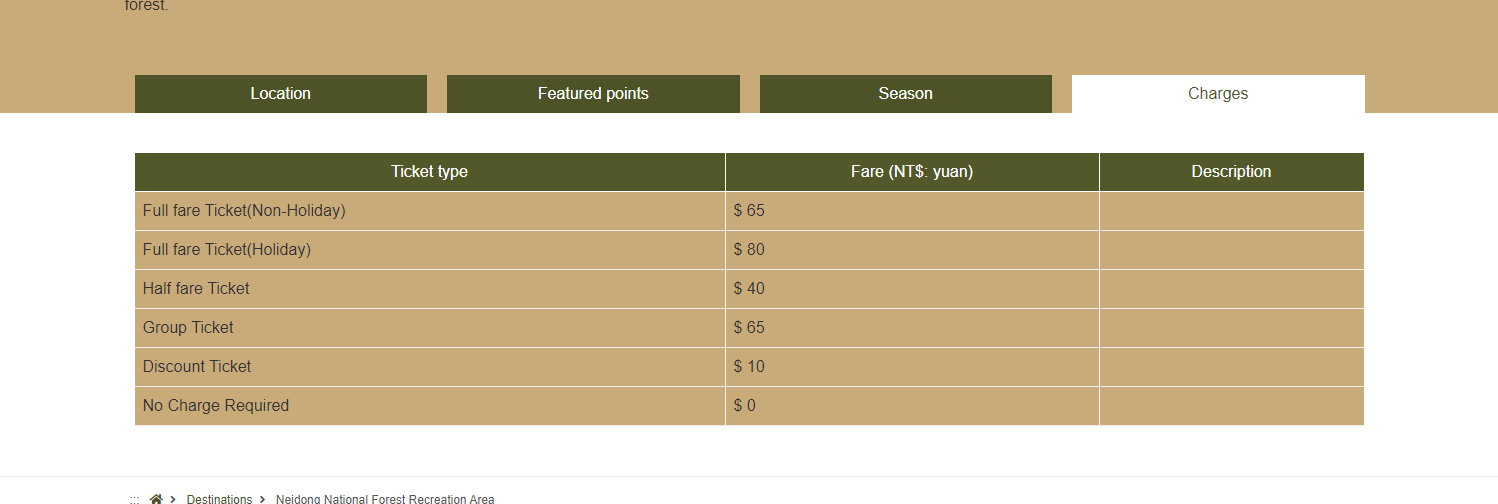 forest.
Location Featured points Season Charges
Ticket type Fare (NT$: yuan) Description
Full fare Ticket(Non-Holiday) $ 65
Full fare Ticket(Holiday) $ 80
Half fare Ticket $ 40
Group Ticket $ 65
Discount Ticket $ 10
No Charge Required $ 0
::: > Destinations > Neidong National Forest Recreation Area